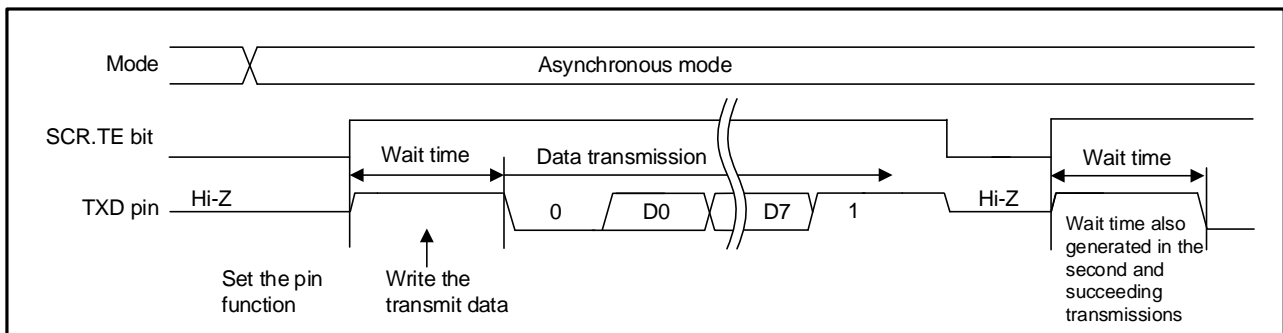 Mode
Asynchronous mode
SCR.TE bit
Wait time
Data transmission
Wait time
TXD pin
Hi-Z
0
D0
D7
1
Hi-Z
Set the pin
function
Write the
transmit data
Wait time also
generated in the
second and
succeeding
transmissions